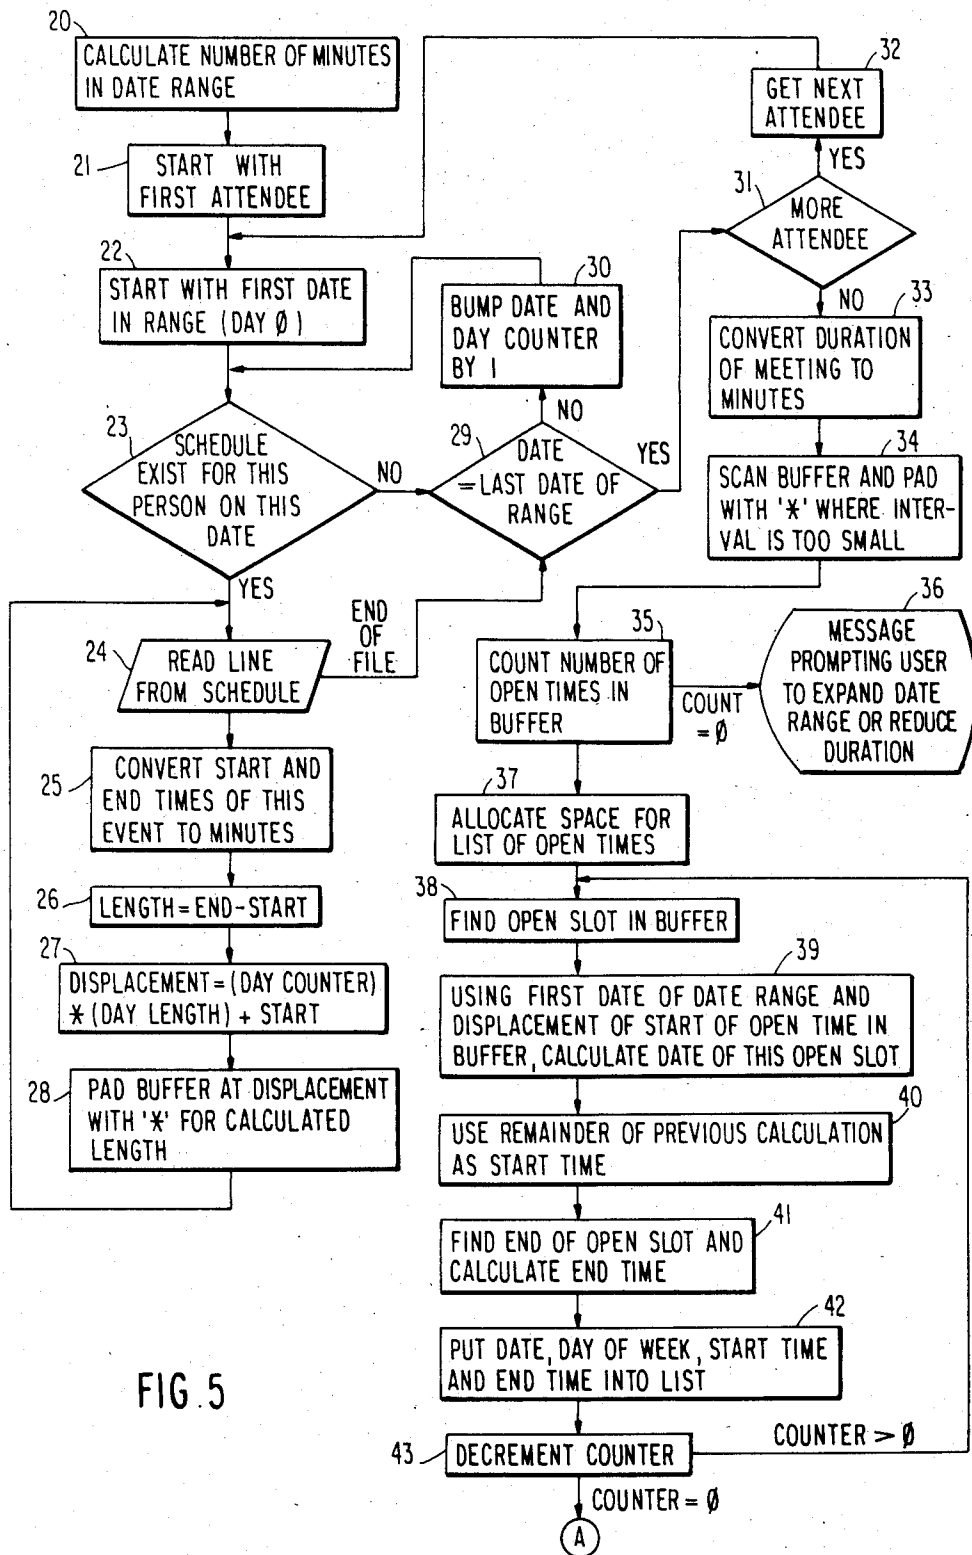 20
CALCULATE NUMBER OF MINUTES
IN DATE RANGE
21
START WITH
FIRST ATTENDEE
22
START WITH FIRST DATE
IN RANGE (DAY Ø)
23
SCHEDULE
EXIST FOR THIS
PERSON ON THIS
DATE
NO
YES
24
READ LINE
FROM SCHEDULE
END
OF
FILE
25
CONVERT START AND
END TIMES OF THIS
EVENT TO MINUTES
26
LENGTH=END-START
27
DISPLACEMENT=(DAY COUNTER)
*(DAY LENGTH)+START
28
PAD BUFFER AT DISPLACEMENT
WITH '*' FOR CALCULATED
LENGTH
29
DATE
=LAST DATE OF
RANGE
NO
YES
30
BUMP DATE AND
DAY COUNTER
BY 1
31
MORE
ATTENDEE
YES
NO
32
GET NEXT
ATTENDEE
33
CONVERT DURATION
OF MEETING TO
MINUTES
34
SCAN BUFFER AND PAD
WITH '*' WHERE INTER-
VAL IS TOO SMALL
35
COUNT NUMBER OF
OPEN TIMES IN
BUFFER
COUNT
=Ø
36
MESSAGE
PROMPTING USER
TO EXPAND DATE
RANGE OR REDUCE
DURATION
37
ALLOCATE SPACE FOR
LIST OF OPEN TIMES
38
FIND OPEN SLOT IN BUFFER
39
USING FIRST DATE OF DATE RANGE AND
DISPLACEMENT OF START OF OPEN TIME IN
BUFFER, CALCULATE DATE OF THIS OPEN SLOT
40
USE REMAINDER OF PREVIOUS CALCULATION
AS START TIME
41
FIND END OF OPEN SLOT AND
CALCULATE END TIME
42
PUT DATE, DAY OF WEEK, START TIME
AND END TIME INTO LIST
43
DECREMENT COUNTER
COUNTER > Ø
COUNTER = Ø
A
FIG.5